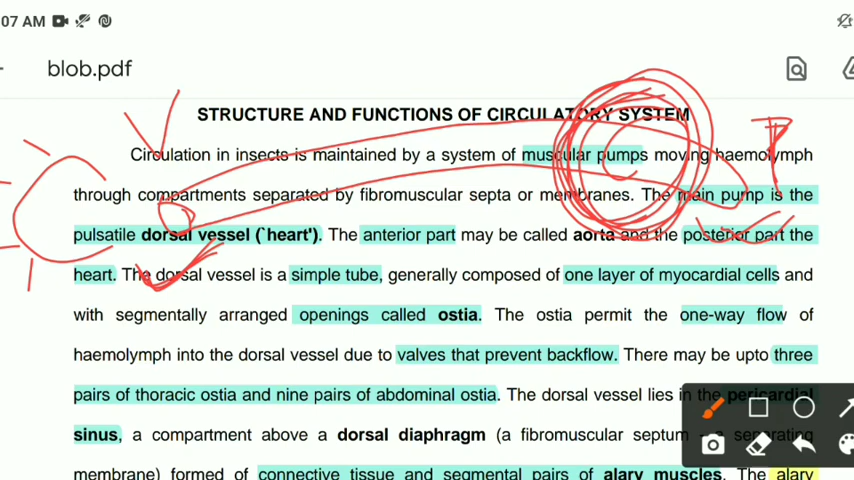 07 AM
blob.pdf
STRUCTURE AND FUNCTIONS OF CIRCULATORY SYSTEM
Circulation in insects is maintained by a system of muscular pumps moving haemolymph
through compartments separated by fibromuscular septa or membranes. The main pump is the
pulsatile dorsal vessel (`heart'). The anterior part may be called aorta and the posterior part the
heart. The dorsal vessel is a simple tube, generally composed of one layer of myocardial cells and
with segmentally arranged openings called ostia. The ostia permit the one-way flow of
haemolymph into the dorsal vessel due to valves that prevent backflow. There may be upto three
pairs of thoracic ostia and nine pairs of abdominal ostia. The dorsal vessel lies in the pericardial
sinus, a compartment above a dorsal diaphragm (a fibromuscular septum - a separating
membrane) formed of connective tissue and segmental pairs of alary muscles. The alary